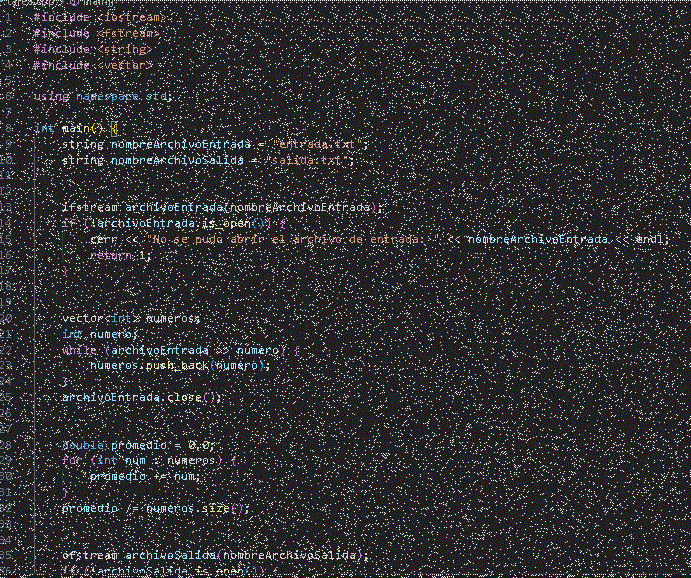 #include <iostream>
#include <fstream>
#include <string>
#include <vector>
using namespace std;
int main() {
string nombreArchivoEntrada = "entrada.txt";
string nombreArchivoSalida = "salida.txt";
ifstream archivoEntrada(nombreArchivoEntrada);
if (!archivoEntrada.is_open()) {
cerr << "No se pudo abrir el archivo de entrada: " << nombreArchivoEntrada << endl;
return 1;
}
vector<int> numeros;
int numero;
while (archivoEntrada >> numero) {
numeros.push_back(numero);
}
archivoEntrada.close();
double promedio = 0.0;
for (int num : numeros) {
promedio += num;
}
promedio /= numeros.size();
ofstream archivoSalida(nombreArchivoSalida);
if (!archivoSalida.is_open()) {